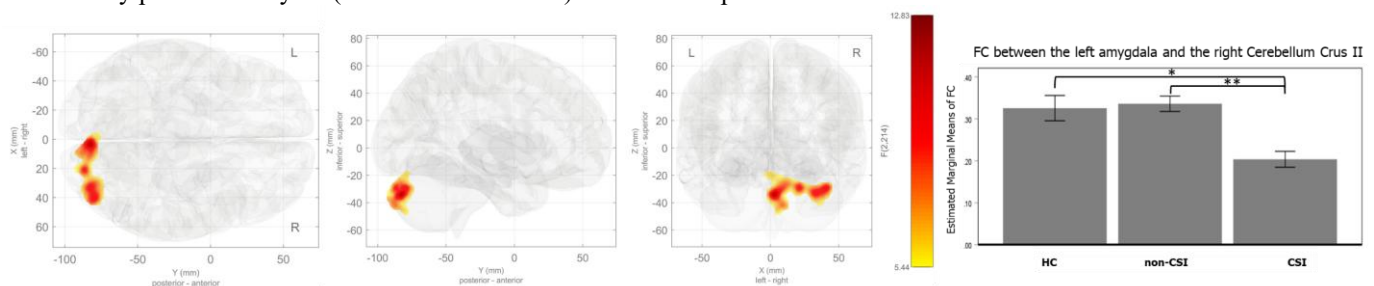 -60
-40
-20
0
20
40
60
X (mm)
left - right
L
R
-100
-50
0
50
Y (mm)
posterior - anterior
80
60
40
20
0
-20
-40
-60
Z (mm)
inferior - superior
-100
-50
0
50
Y (mm)
posterior - anterior
80
60
40
20
0
-20
-40
-60
Z (mm)
inferior - superior
L
R
-50
0
50
X (mm)
left - right
12.83
F(2,214)
5.44
FC between the left amygdala and the right Cerebellum Crus II
Estimated Marginal Means of FC
.40
.30
.20
.10
.00
*
**
HC
non-CSI
CSI